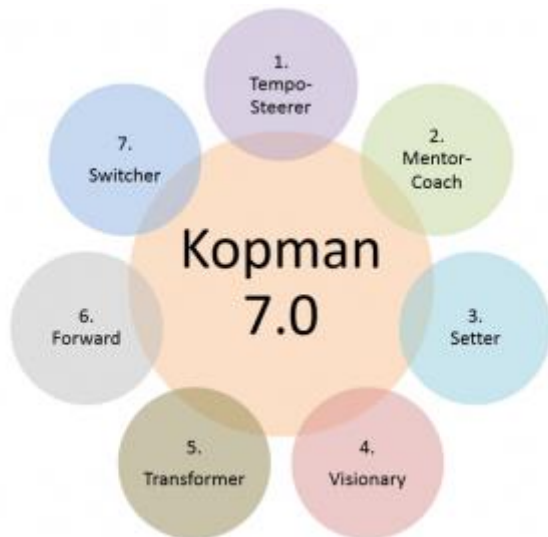 1.
Tempo-
Steerer
2.
Mentor-
Coach
3.
Setter
4.
Visionary
5.
Transformer
6.
Forward
7.
Switcher
Kopman
7.0